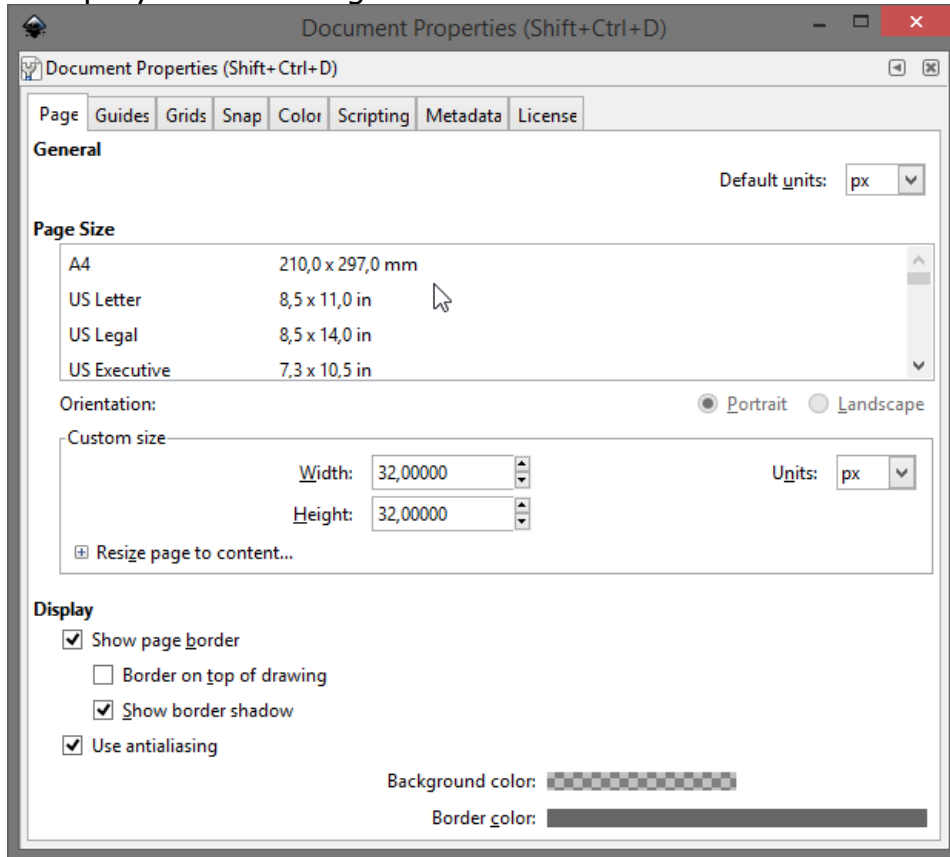 Document Properties (Shift+Ctrl+D)
Document Properties (Shift+Ctrl+D)
Page Guides Grids Snap Color Scripting Metadata License
General
Default units: px
Page Size
A4 210,0 x 297,0 mm
US Letter 8,5 x 11,0 in
US Legal 8,5 x 14,0 in
US Executive 7,3 x 10,5 in
Orientation: Portrait Landscape
Custom size
Width: 32,00000 Units: px
Height: 32,00000
Resize page to content...
Display
Show page border
Border on top of drawing
Show border shadow
Use antialiasing
Background color:
Border color: